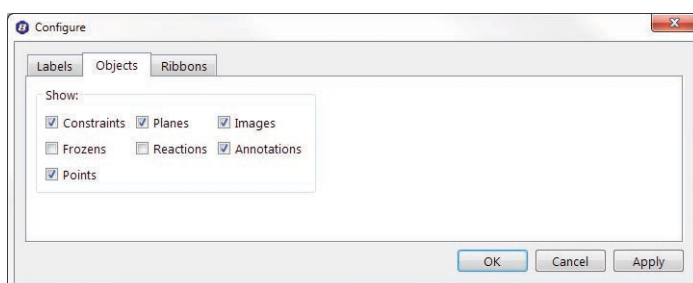 Configure
Labels Objects Ribbons
Show:
Constraints Planes Images
Frozens Reactions Annotations
Points
OK Cancel Apply